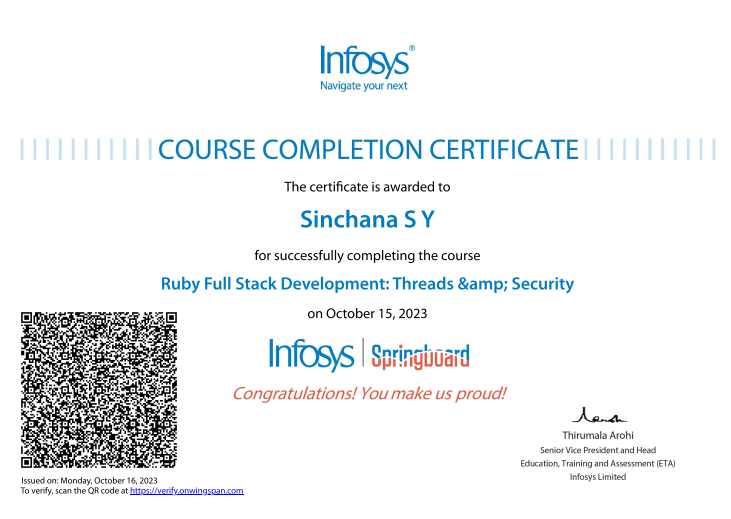 Infosys®
Navigate your next
COURSE COMPLETION CERTIFICATE
The certificate is awarded to
Sinchana S Y
for successfully completing the course
Ruby Full Stack Development: Threads &amp; Security
on October 15, 2023
Infosys | Springboard
Congratulations! You make us proud!
Thirumala Arohi
Senior Vice President and Head
Education, Training and Assessment (ETA)
Infosys Limited
Issued on: Monday, October 16, 2023
To verify, scan the QR code at https://verify.onwingspan.com